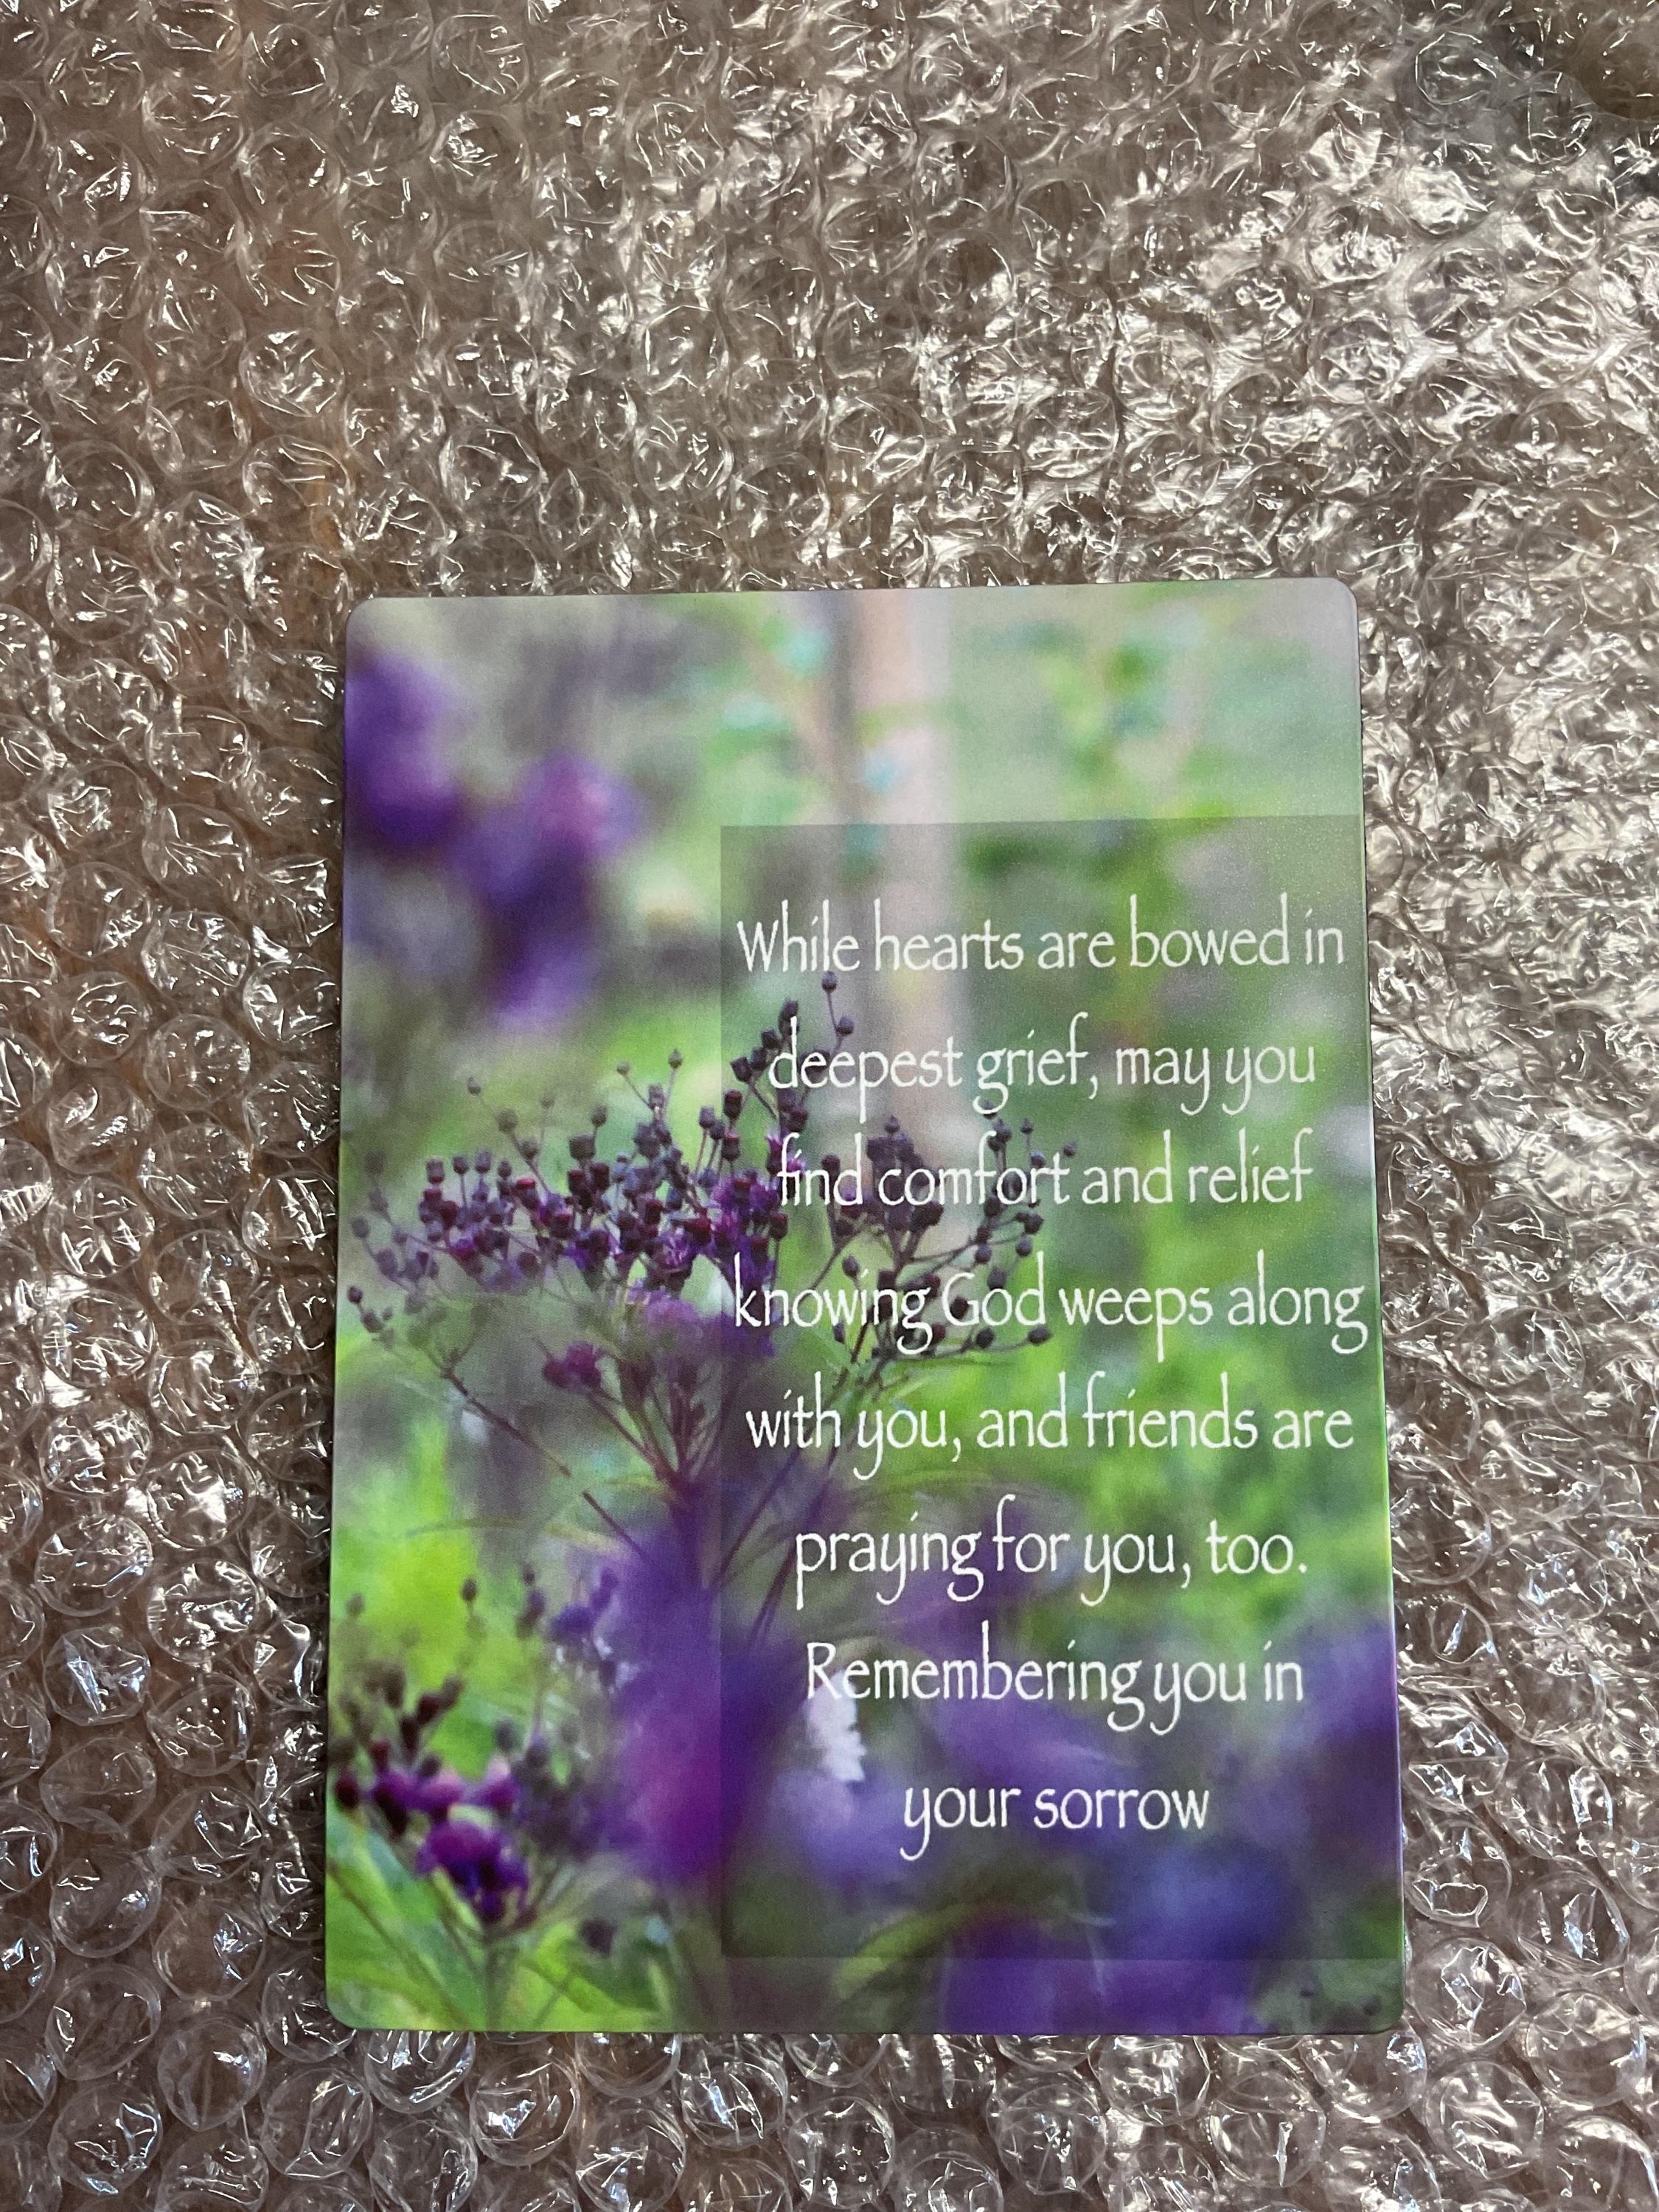 While hearts are bowed in
deepest grief, may you
find comfort and relief
knowing God weeps along
with you, and friends are
praying for you, too.
Remembering you in
your sorrow